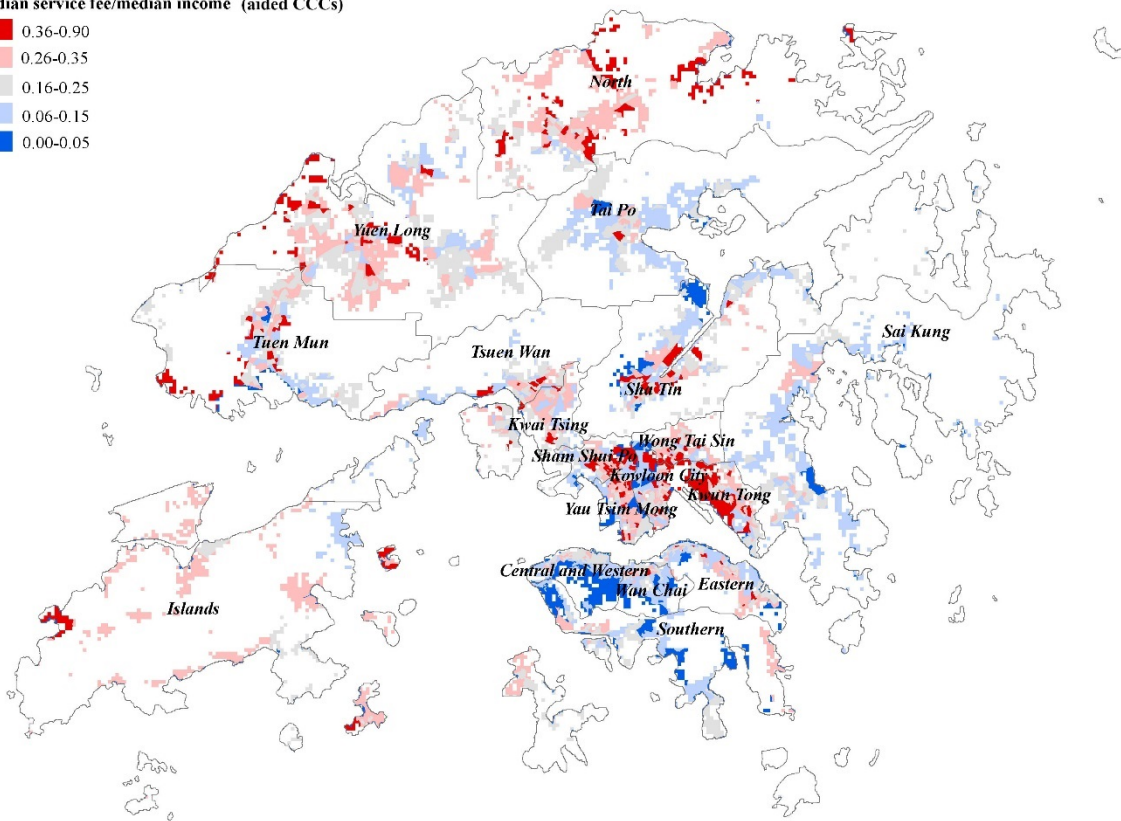 dian service fee/median income (aided CCCs)
0.36-0.90
0.26-0.35
0.16-0.25
0.06-0.15
0.00-0.05
North
Tai Po
Yuen Long
Sai Kung
Tuen Mun
Tsuen Wan
Sha Tin
Kwai Tsing
Wong Tai Sin
Sham Shui Po
Kowloon City
Kwun Tong
Yau Tsim Mong
Central and Western
Wan Chai
Eastern
Islands
Southern